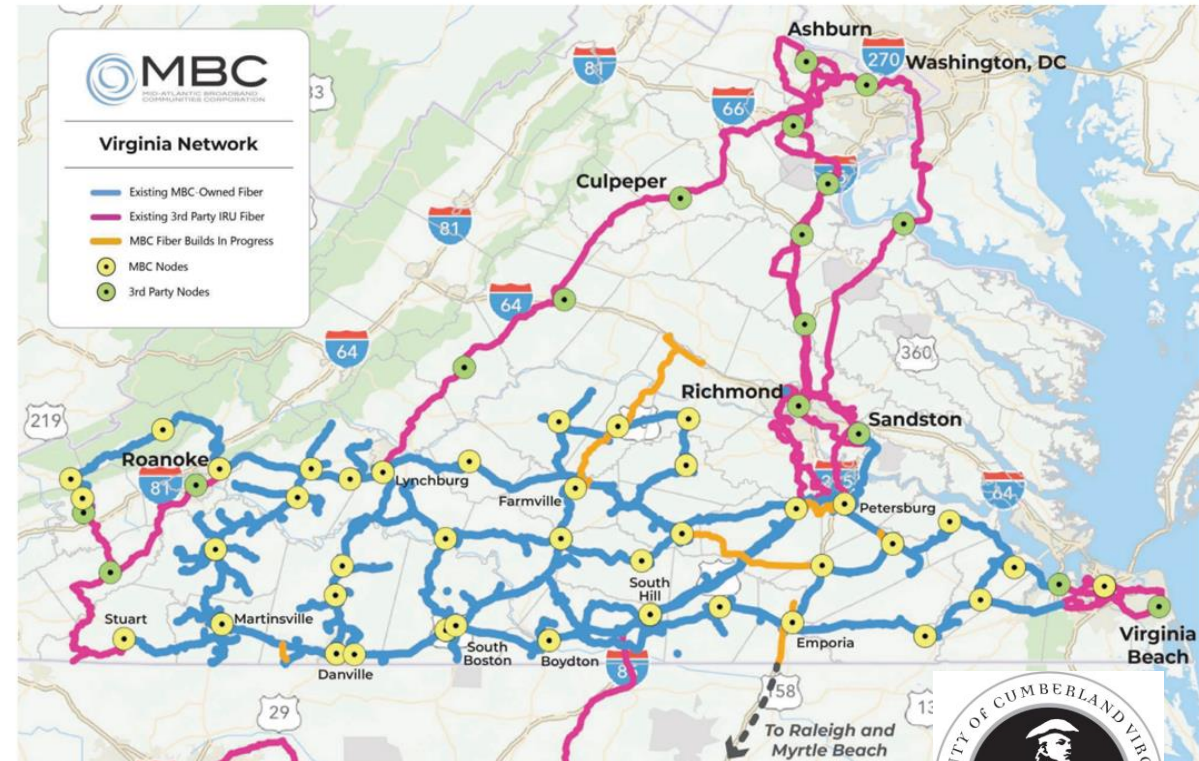 MBC
MID-ATLANTIC BROADBAND
COMMUNITIES CORPORATION
Virginia Network
Existing MBC-Owned Fiber
Existing 3rd Party IRU Fiber
MBC Fiber Builds In Progress
MBC Nodes
3rd Party Nodes
Ashburn
81
270
Washington, DC
66
Culpeper
81
64
64
360
Richmond
219
Sandston
Roanoke
81
Lynchburg
Farmville
64
Petersburg
South
Hill
Stuart
Martinsville
South
Boston
Boydton
Emporia
Danville
Virginia
Beach
58
29
To Raleigh and
Myrtle Beach
OF CUMBERLAND